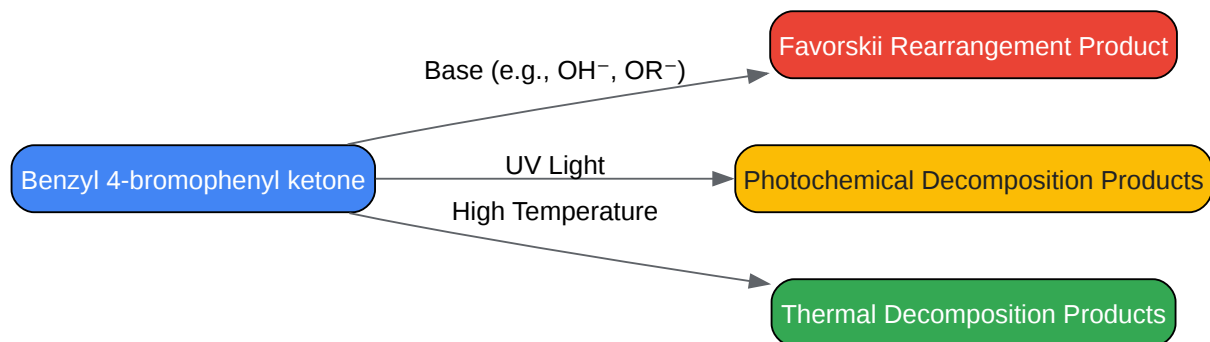 Favorskii Rearrangement Product
Base (e.g., OH⁻, OR⁻)
Benzyl 4-bromophenyl ketone
UV Light
Photochemical Decomposition Products
High Temperature
Thermal Decomposition Products